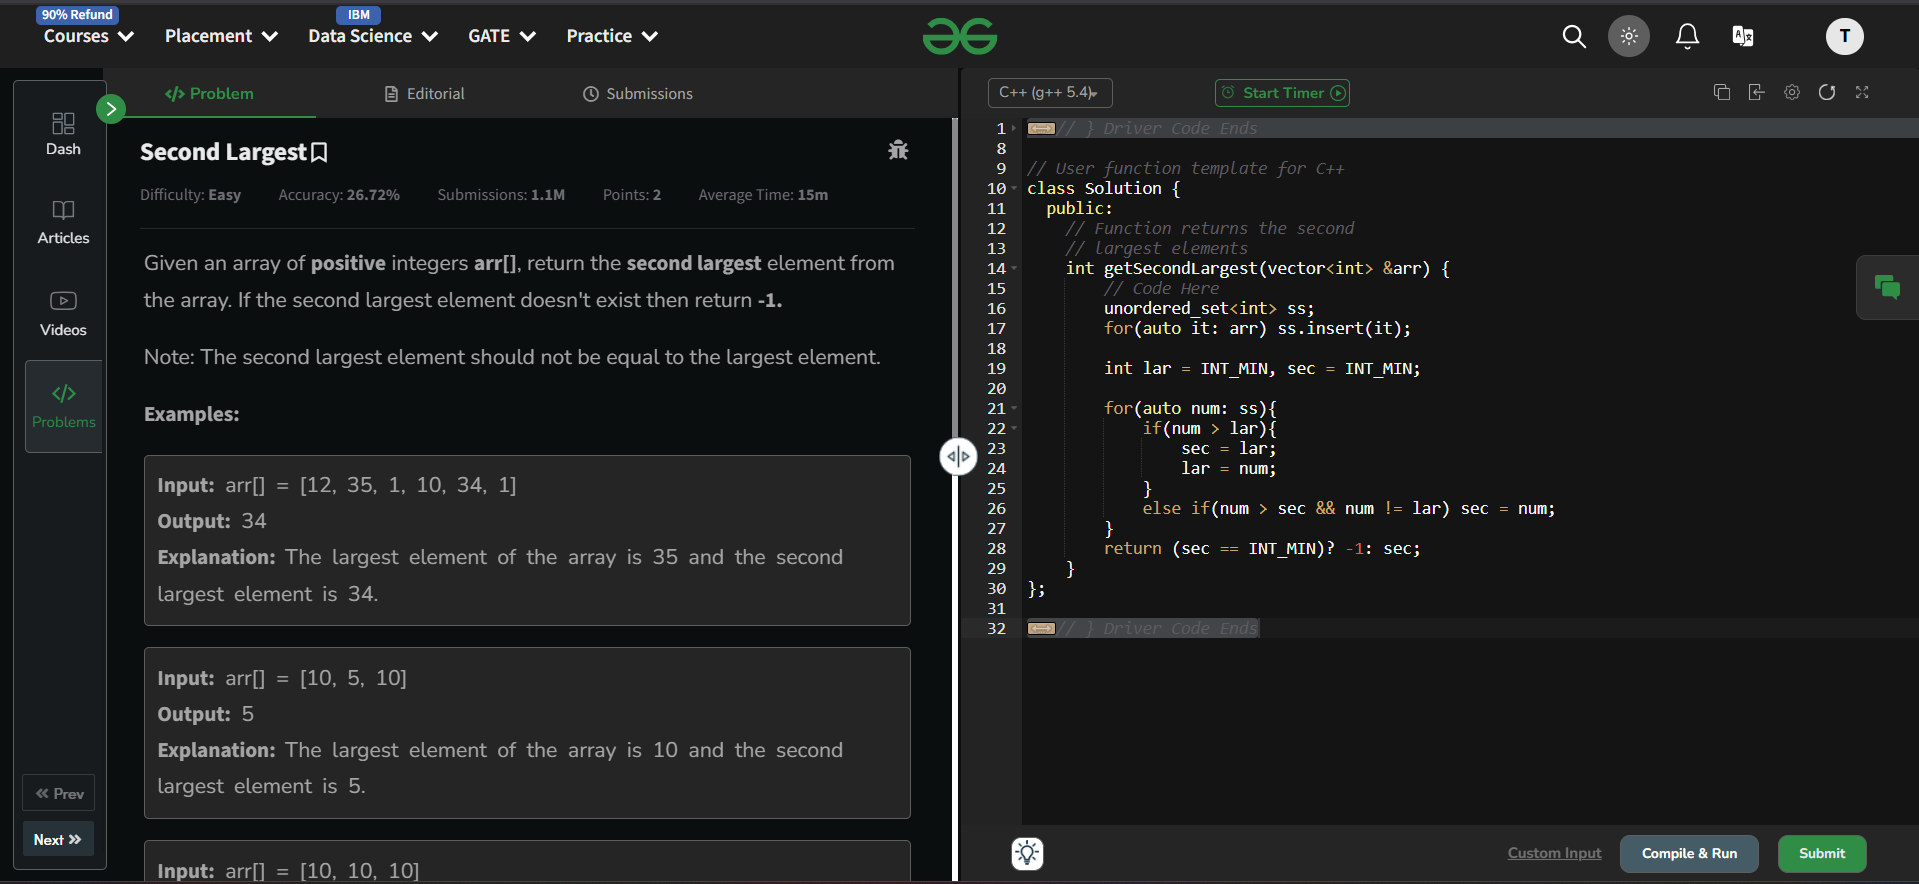 90% Refund
IBM
Courses
Placement
Data Science
GATE
Practice
T
Dash
Articles
Videos
Problems
Prev
Next
Problem
Editorial
Submissions
Second Largest
Difficulty: Easy
Accuracy: 26.72%
Submissions: 1.1M
Points: 2
Average Time: 15m
Given an array of positive integers arr[], return the second largest element from
the array. If the second largest element doesn't exist then return -1.
Note: The second largest element should not be equal to the largest element.
Examples:
Input: arr[] = [12, 35, 1, 10, 34, 1]
Output: 34
Explanation: The largest element of the array is 35 and the second
largest element is 34.
Input: arr[] = [10, 5, 10]
Output: 5
Explanation: The largest element of the array is 10 and the second
largest element is 5.
Input: arr[] = [10, 10, 10]
C++ (g++ 5.4)
Start Timer
1 // } Driver Code Ends
8
9 // User function template for C++
10 class Solution {
11 public:
12 // Function returns the second
13 // largest elements
14 int getSecondLargest(vector<int> &arr) {
15 // Code Here
16 unordered_set<int> ss;
17 for(auto it: arr) ss.insert(it);
18
19 int lar = INT_MIN, sec = INT_MIN;
20
21 for(auto num: ss){
22 if(num > lar){
23 sec = lar;
24 lar = num;
25 }
26 else if(num > sec && num != lar) sec = num;
27 }
28 return (sec == INT_MIN)? -1: sec;
29 }
30 };
31
32 // } Driver Code Ends
Custom Input
Compile & Run
Submit